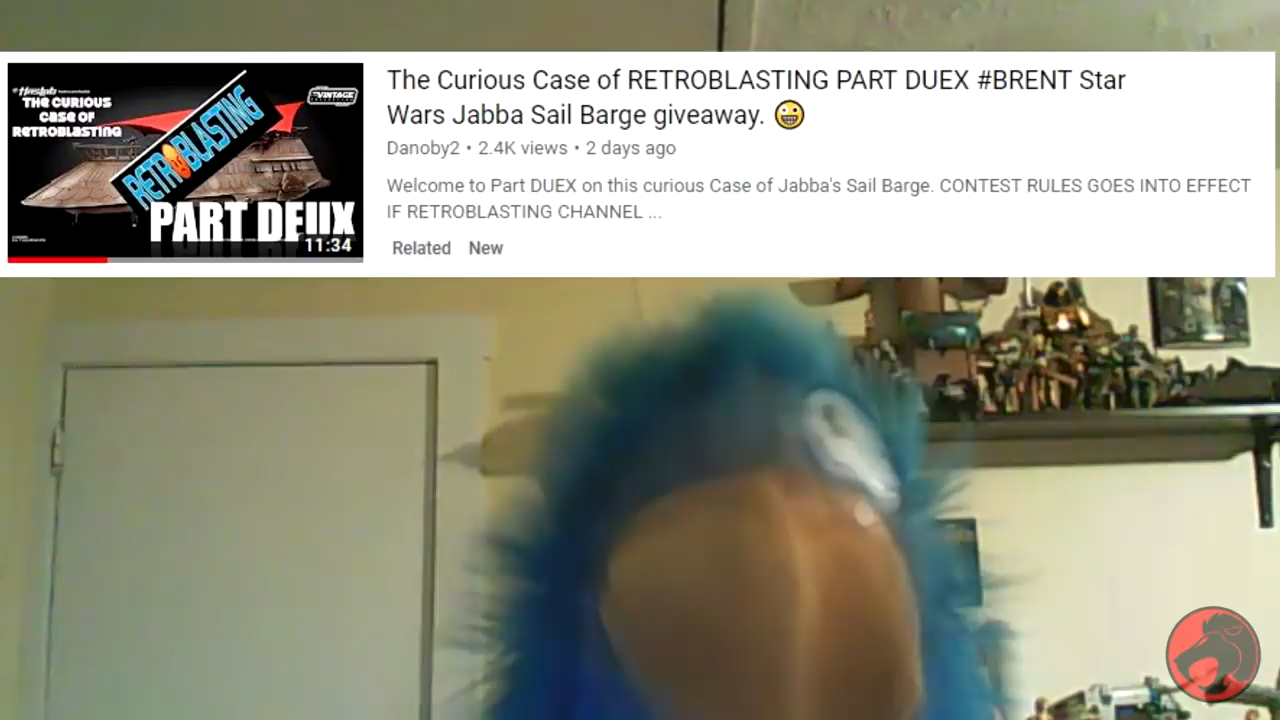 HasLab
THE CURIOUS
CASE OF
RETROBLASTING
VINTAGE
RETROBLASTING
PART DEUX
11:34
The Curious Case of RETROBLASTING PART DUEX #BRENT Star
Wars Jabba Sail Barge giveaway. 😀
Danoby2 • 2.4K views • 2 days ago
Welcome to Part DUEX on this curious Case of Jabba's Sail Barge. CONTEST RULES GOES INTO EFFECT
IF RETROBLASTING CHANNEL ...
Related New